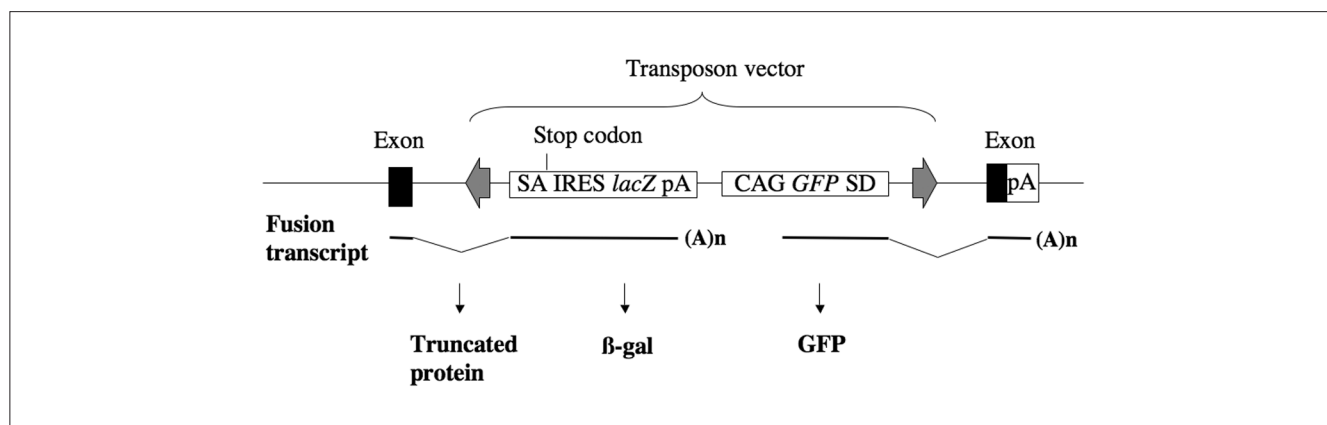 Transposon vector
Exon
Stop codon
Exon
SA IRES lacZ pA
CAG GFP SD
pA
Fusion
transcript
(A)n
(A)n
Truncated
protein
ß-gal
GFP